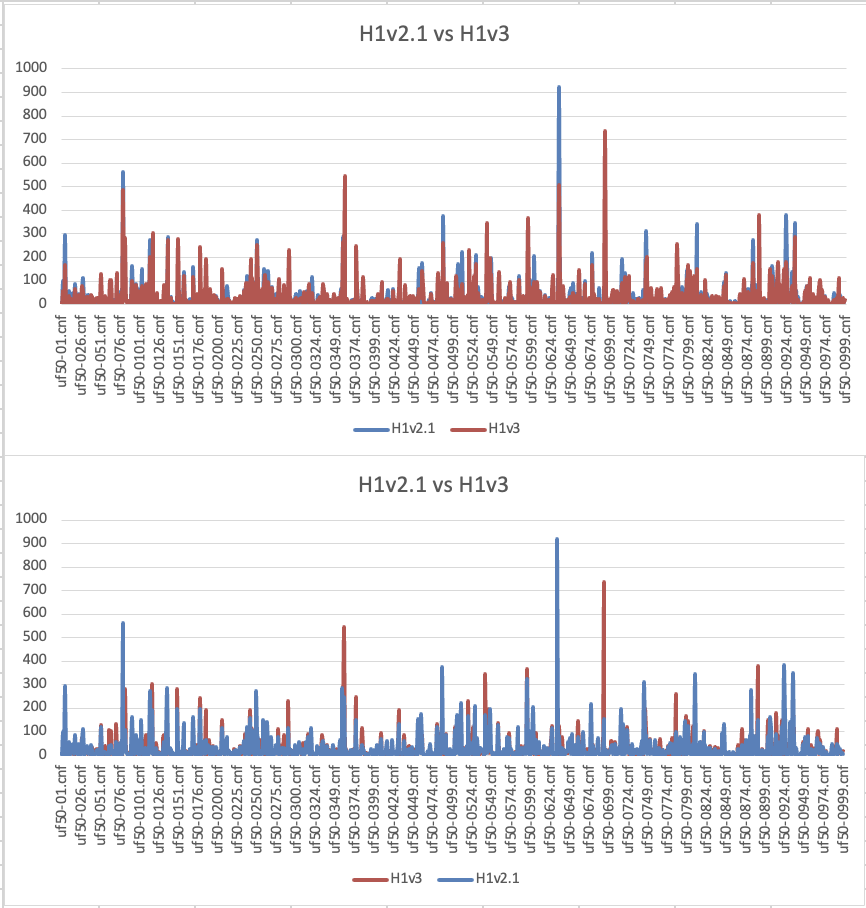 H1v2.1 vs H1v3
1000
900
800
700
600
500
400
300
200
100
0
uf50-01.cnf
uf50-026.cnf
uf50-051.cnf
uf50-076.cnf
uf50-0101.cnf
uf50-0126.cnf
uf50-0151.cnf
uf50-0176.cnf
uf50-0200.cnf
uf50-0225.cnf
uf50-0250.cnf
uf50-0275.cnf
uf50-0300.cnf
uf50-0324.cnf
uf50-0349.cnf
uf50-0374.cnf
uf50-0399.cnf
uf50-0424.cnf
uf50-0449.cnf
uf50-0474.cnf
uf50-0499.cnf
uf50-0524.cnf
uf50-0549.cnf
uf50-0574.cnf
uf50-0599.cnf
uf50-0624.cnf
uf50-0649.cnf
uf50-0674.cnf
uf50-0699.cnf
uf50-0724.cnf
uf50-0749.cnf
uf50-0774.cnf
uf50-0799.cnf
uf50-0824.cnf
uf50-0849.cnf
uf50-0874.cnf
uf50-0899.cnf
uf50-0924.cnf
uf50-0949.cnf
uf50-0974.cnf
uf50-0999.cnf
H1v2.1 H1v3
H1v2.1 vs H1v3
1000
900
800
700
600
500
400
300
200
100
0
uf50-01.cnf
uf50-026.cnf
uf50-051.cnf
uf50-076.cnf
uf50-0101.cnf
uf50-0126.cnf
uf50-0151.cnf
uf50-0176.cnf
uf50-0200.cnf
uf50-0225.cnf
uf50-0250.cnf
uf50-0275.cnf
uf50-0300.cnf
uf50-0324.cnf
uf50-0349.cnf
uf50-0374.cnf
uf50-0399.cnf
uf50-0424.cnf
uf50-0449.cnf
uf50-0474.cnf
uf50-0499.cnf
uf50-0524.cnf
uf50-0549.cnf
uf50-0574.cnf
uf50-0599.cnf
uf50-0624.cnf
uf50-0649.cnf
uf50-0674.cnf
uf50-0699.cnf
uf50-0724.cnf
uf50-0749.cnf
uf50-0774.cnf
uf50-0799.cnf
uf50-0824.cnf
uf50-0849.cnf
uf50-0874.cnf
uf50-0899.cnf
uf50-0924.cnf
uf50-0949.cnf
uf50-0974.cnf
uf50-0999.cnf
H1v3 H1v2.1